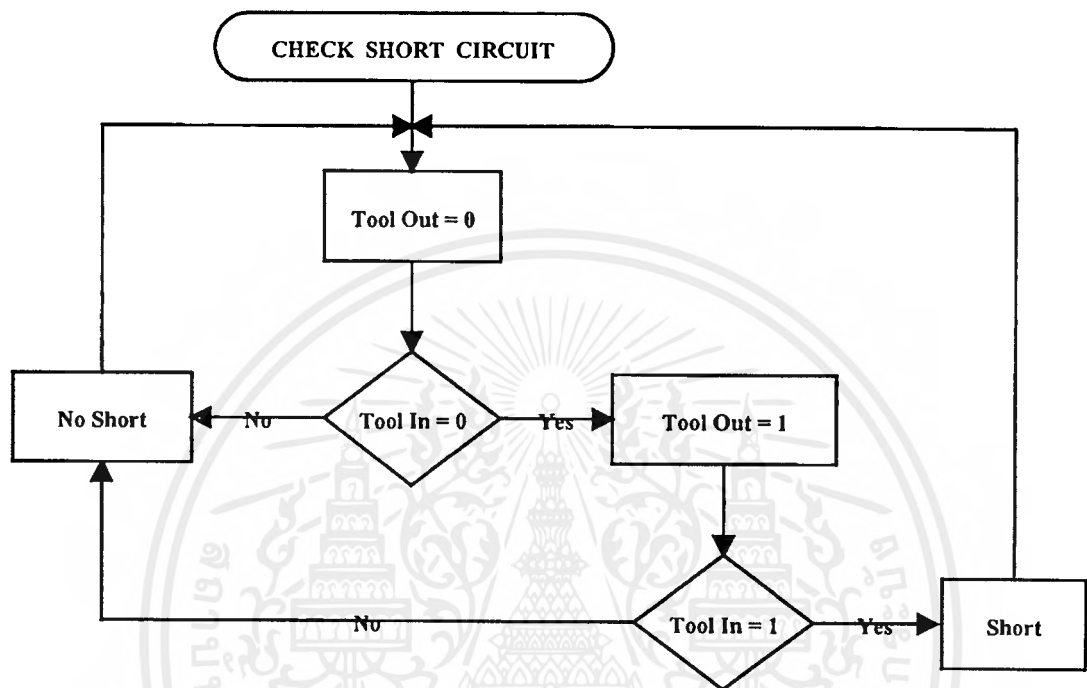 CHECK SHORT CIRCUIT
Tool Out = 0
No Short
No
Tool In = 0
Yes
Tool Out = 1
No
Tool In = 1
Yes
Short